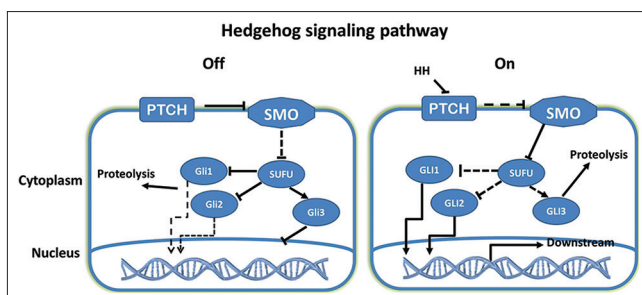 Hedgehog signaling pathway
Off
On
HH
PTCH
SMO
PTCH
SMO
Cytoplasm
Proteolysis
Gli1
SUFU
Gli2
Gli3
GLI1
SUFU
Proteolysis
GLI2
GLI3
Nucleus
Downstream